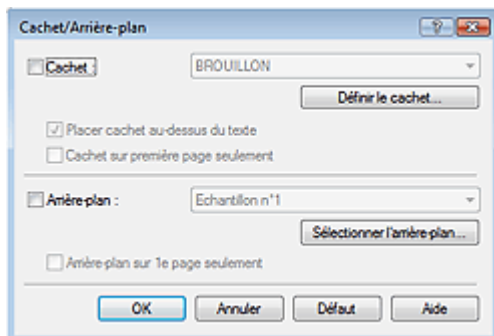 Cachet/Arrière-plan
Cachet : BROUILLON
Définir le cachet...
Placer cachet au-dessus du texte
Cachet sur première page seulement
Arrière-plan : Echantillon n°1
Sélectionner l'arrière-plan...
Arrière-plan sur 1e page seulement
OK Annuler Défaut Aide